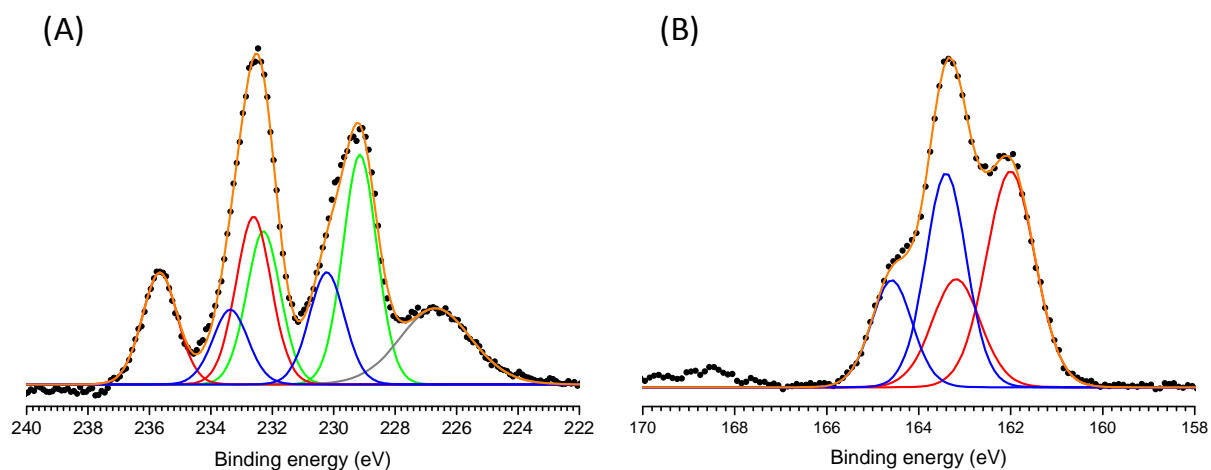 (A) (B)
240 238 236 234 232 230 228 226 224 222 170 168 166 164 162 160 158
Binding energy (eV) Binding energy (eV)